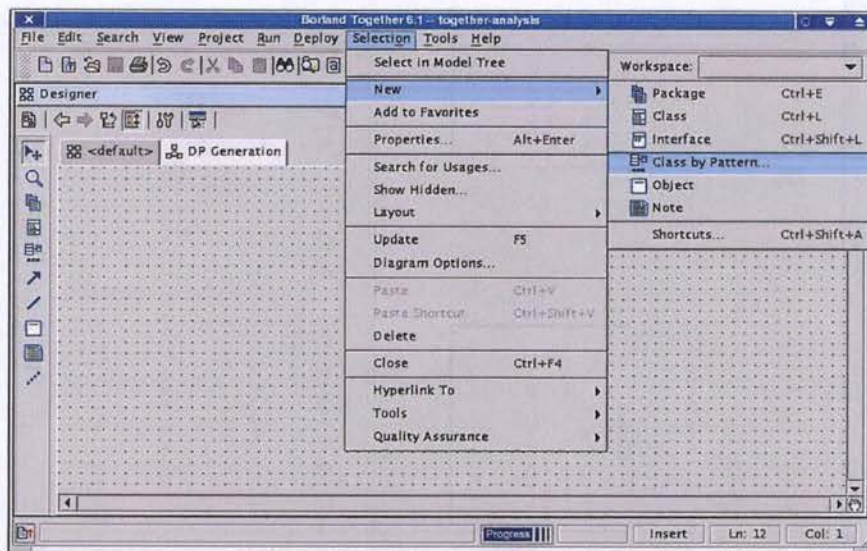 Borland Together 6.1 -- together-analysis
File Edit Search View Project Run Deploy Selection Tools Help
Workspace:
Designer
<default> DP Generation
Select in Model Tree
New
Add to Favorites
Properties... Alt+Enter
Search for Usages...
Show Hidden...
Layout
Update F5
Diagram Options...
Paste Ctrl+V
Paste Shortcut Ctrl+Shift+V
Delete
Close Ctrl+F4
Hyperlink To
Tools
Quality Assurance
Package Ctrl+E
Class Ctrl+L
Interface Ctrl+Shift+L
Class by Pattern...
Object
Note
Shortcuts... Ctrl+Shift+A
Progress Insert Ln: 12 Col: 1